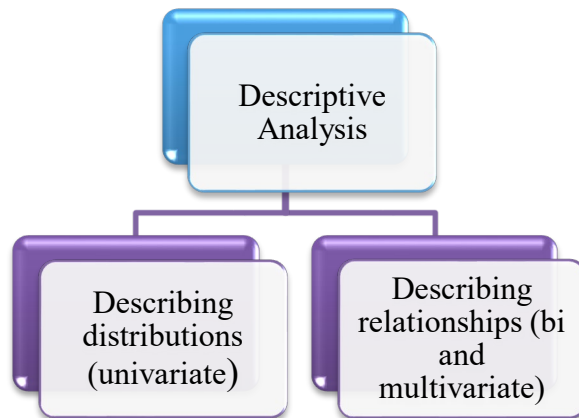 Descriptive
Analysis
Describing
distributions
(univariate)
Describing
relationships (bi
and
multivariate)